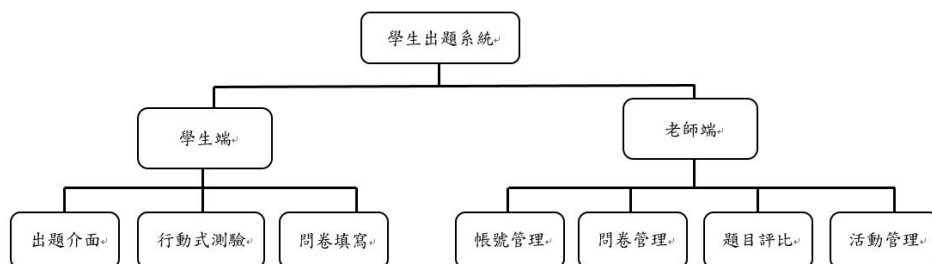 學生出題系統
學生端
老師端
出題介面
行動式測驗
問卷填寫
帳號管理
問卷管理
題目評比
活動管理